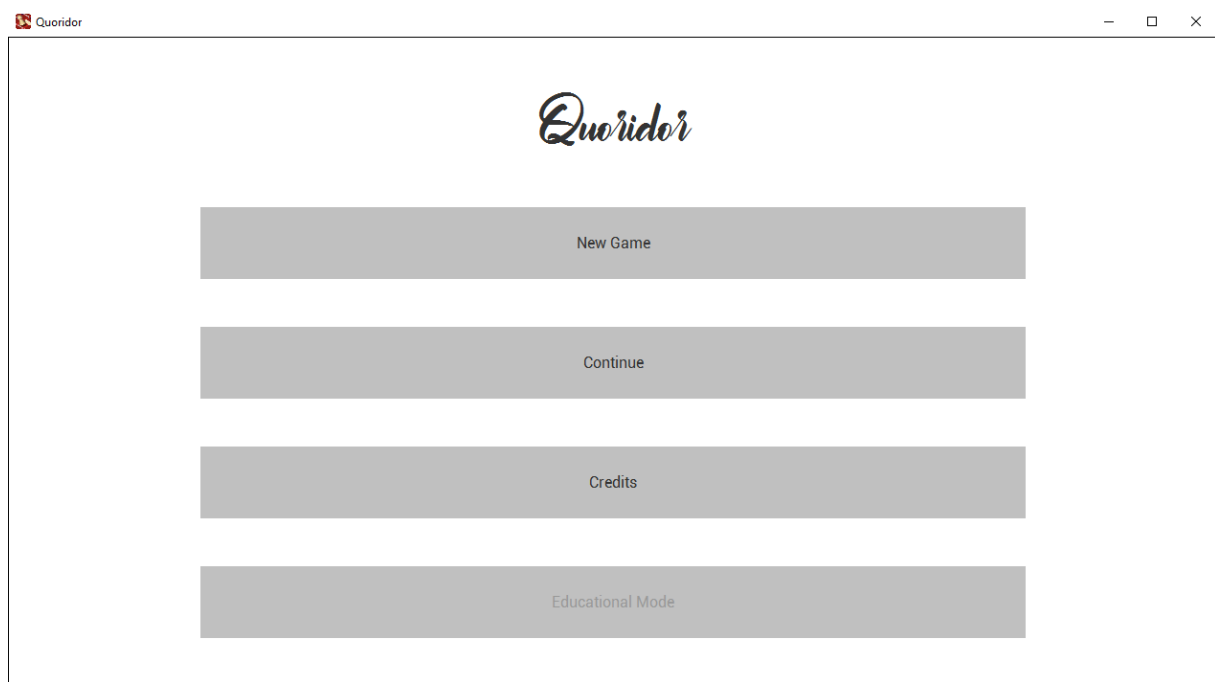 Quoridor
Quoridor
New Game
Continue
Credits
Educational Mode